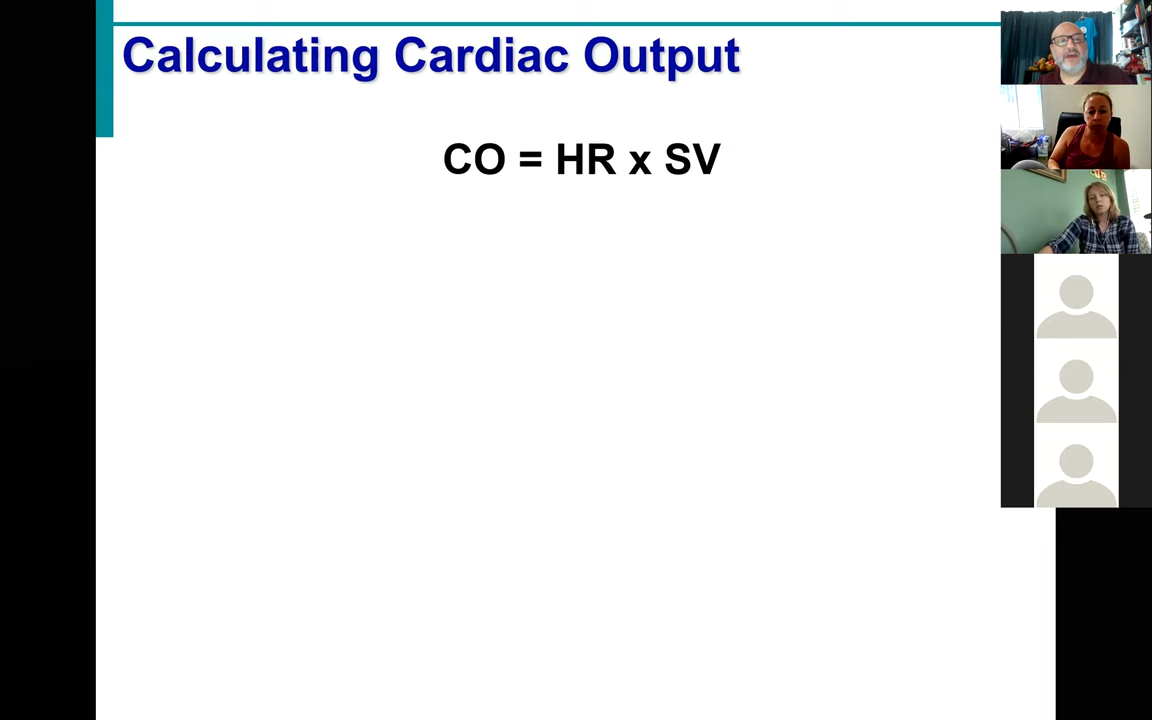 Calculating Cardiac Output
CO = HR x SV